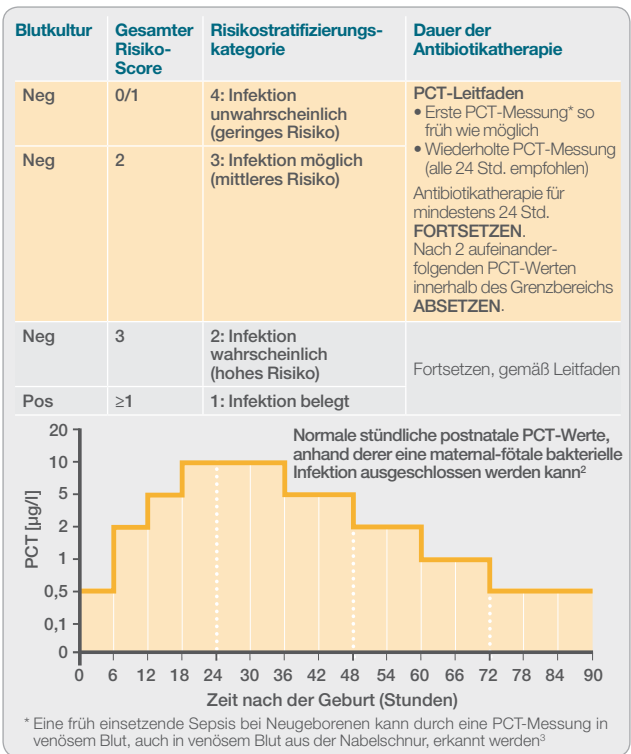 Blutkultur
Gesamter
Risiko-
Score
Risikostratifizierungs-
kategorie
Dauer der
Antibiotikatherapie
Neg
0/1
4: Infektion
unwahrscheinlich
(geringes Risiko)
Neg
2
3: Infektion möglich
(mittleres Risiko)
PCT-Leitfaden
• Erste PCT-Messung* so
früh wie möglich
• Wiederholte PCT-Messung
(alle 24 Std. empfohlen)
Antibiotikatherapie für
mindestens 24 Std.
FORTSETZEN.
Nach 2 aufeinander-
folgenden PCT-Werten
innerhalb des Grenzbereichs
ABSETZEN.
Neg
3
2: Infektion
wahrscheinlich
(hohes Risiko)
Pos
≥1
1: Infektion belegt
Fortsetzen, gemäß Leitfaden
Normale stündliche postnatale PCT-Werte,
anhand derer eine maternal-fötale bakterielle
Infektion ausgeschlossen werden kann²
PCT [µg/l]
20
10
5
2
1
0,5
0,1
0
0 6 12 18 24 30 36 42 48 54 60 66 72 78 84 90
Zeit nach der Geburt (Stunden)
* Eine früh einsetzende Sepsis bei Neugeborenen kann durch eine PCT-Messung in
venösem Blut, auch in venösem Blut aus der Nabelschnur, erkannt werden³